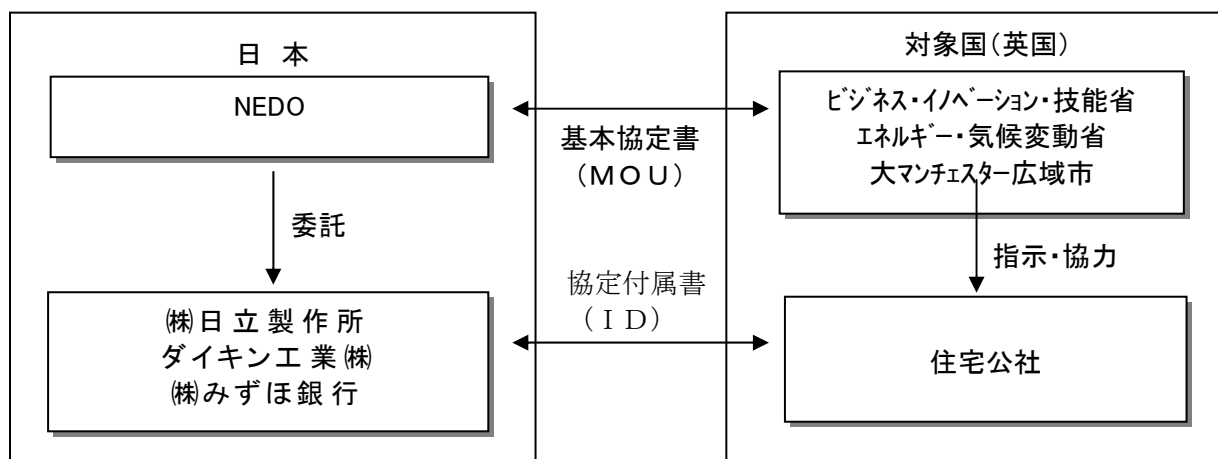 日 本
NEDO
委託
㈱日 立 製 作 所
ダイキン工 業 ㈱
㈱みずほ銀 行
基本協定書
(MOU)
協定付属書
(ID)
対象国(英国)
ﾋﾞｼﾞﾈｽ・ｲﾉﾍﾞｰｼｮﾝ・技能省
ｴﾈﾙｷﾞｰ・気候変動省
大ﾏﾝﾁｪｽﾀｰ広域市
指示・協力
住宅公社